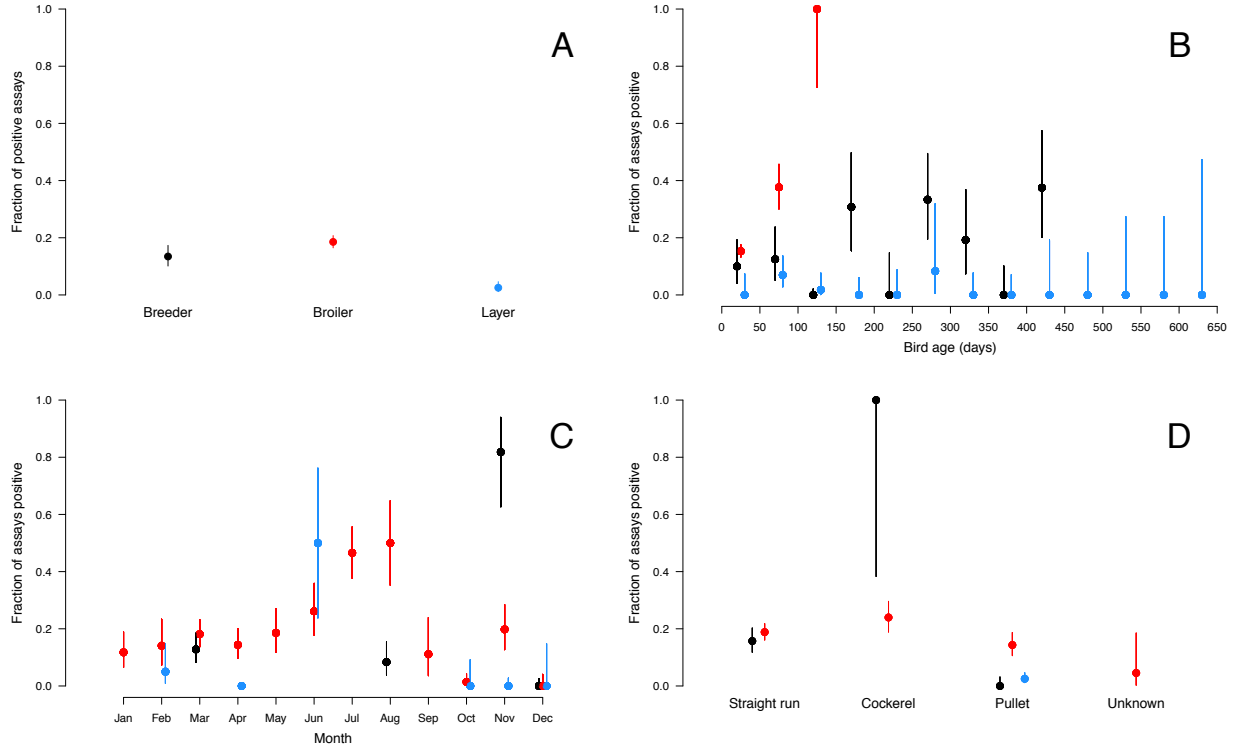 A
Fraction of positive assays
1.0
0.8
0.6
0.4
0.2
0.0
Breeder Broiler Layer
B
Fraction of assays positive
1.0
0.8
0.6
0.4
0.2
0.0
0 50 100 150 200 250 300 350 400 450 500 550 600 650
Bird age (days)
C
Fraction of assays positive
1.0
0.8
0.6
0.4
0.2
0.0
Jan Feb Mar Apr May Jun Jul Aug Sep Oct Nov Dec
Month
D
Fraction of assays positive
1.0
0.8
0.6
0.4
0.2
0.0
Straight run Cockerel Pullet Unknown